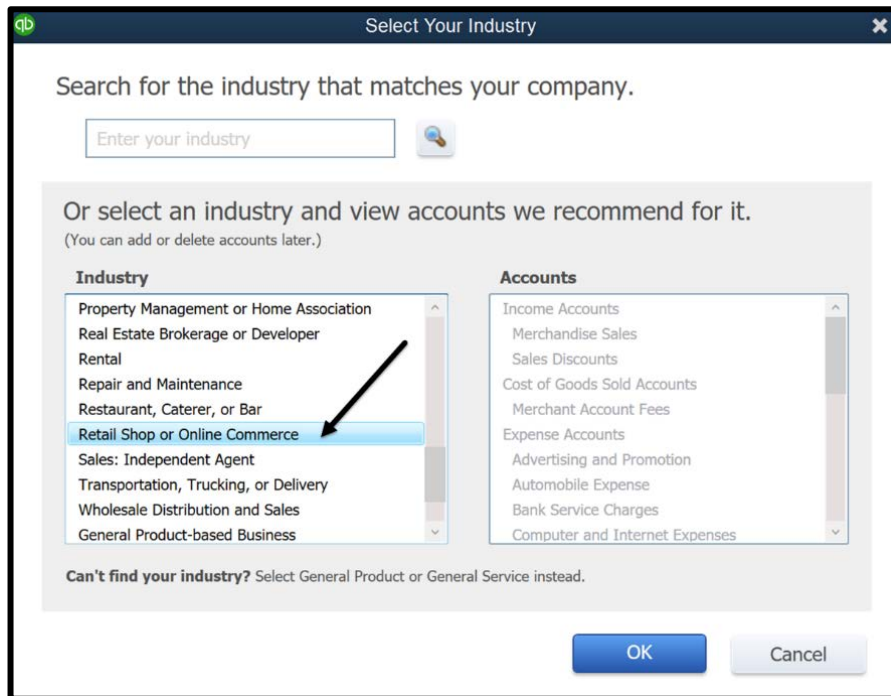 qb
Select Your Industry
Search for the industry that matches your company.
Enter your industry
Or select an industry and view accounts we recommend for it.
(You can add or delete accounts later.)
Industry
Property Management or Home Association
Real Estate Brokerage or Developer
Rental
Repair and Maintenance
Restaurant, Caterer, or Bar
Retail Shop or Online Commerce
Sales: Independent Agent
Transportation, Trucking, or Delivery
Wholesale Distribution and Sales
General Product-based Business
Accounts
Income Accounts
Merchandise Sales
Sales Discounts
Cost of Goods Sold Accounts
Merchant Account Fees
Expense Accounts
Advertising and Promotion
Automobile Expense
Bank Service Charges
Computer and Internet Expenses
Can't find your industry? Select General Product or General Service instead.
OK
Cancel